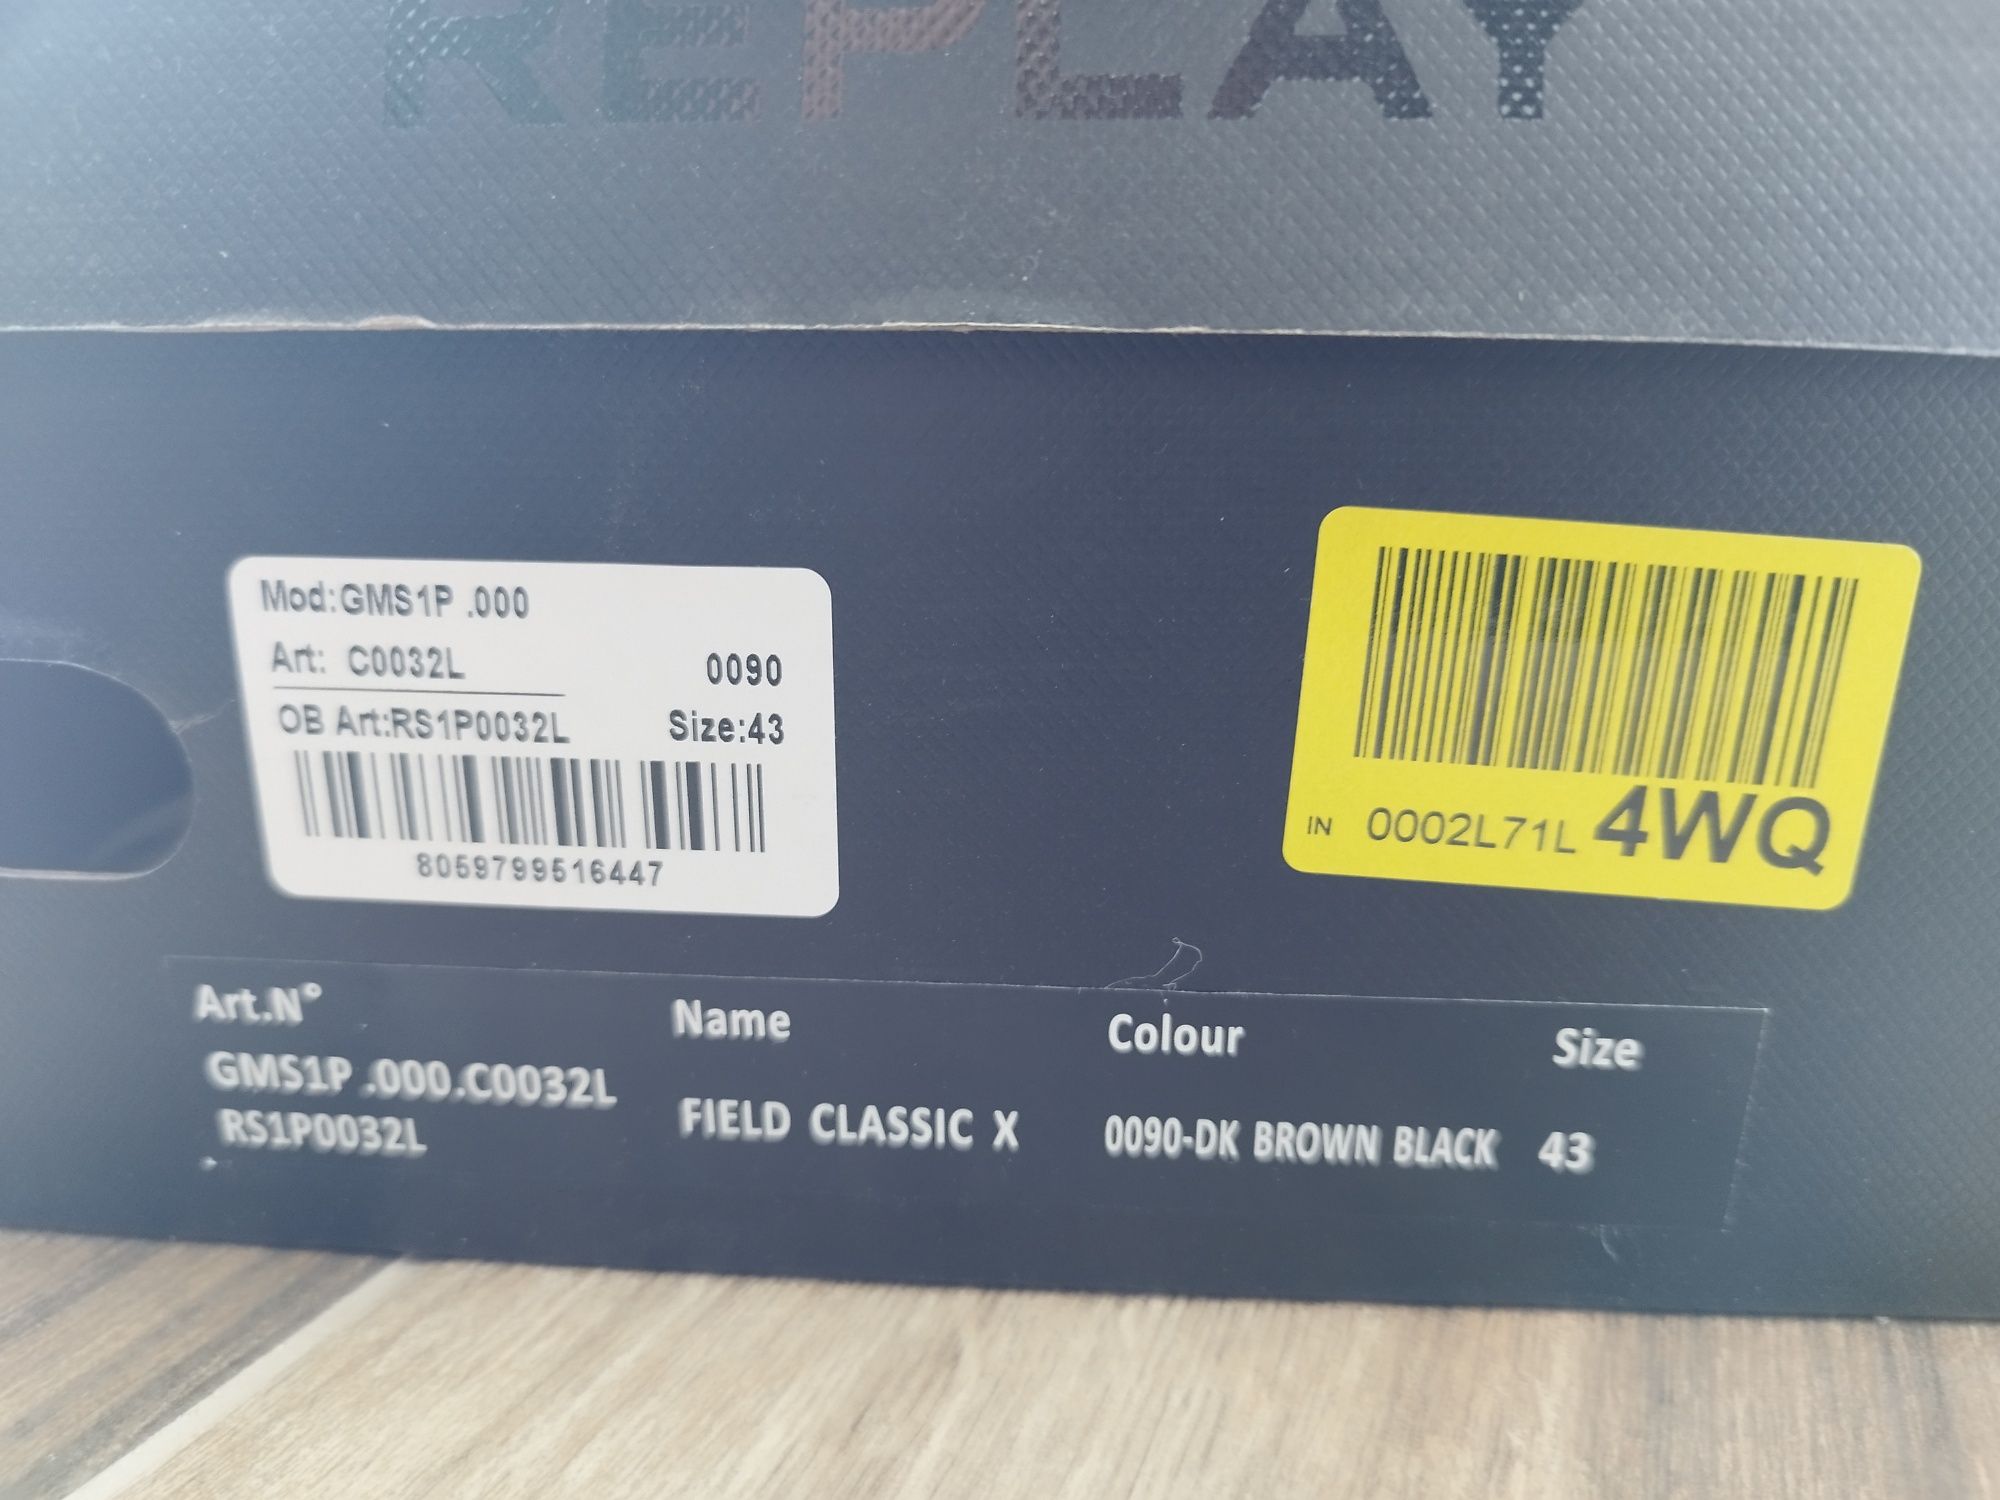 REPLAY
Mod:GMS1P .000
Art: C0032L 0090
OB Art:RS1P0032L Size:43
8059799516447
IN 0002L71L 4WQ
Art.N° Name Colour Size
GMS1P .000.C0032L
RS1P0032L
FIELD CLASSIC X 0090-DK BROWN BLACK 43